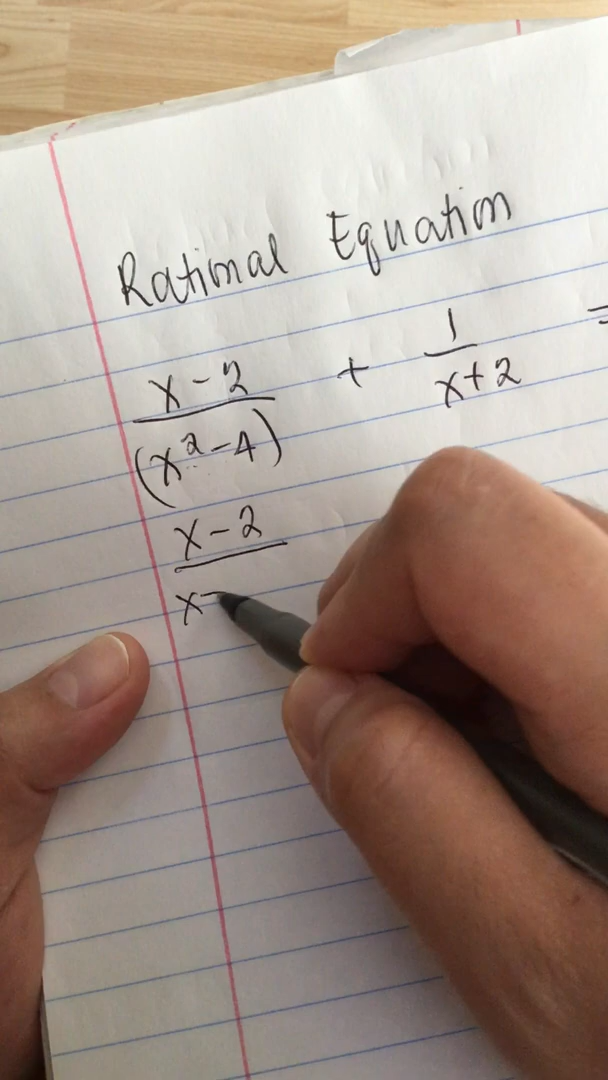 Rational Equation
x - 2 / (x² - 4) + 1 / x + 2 =
x - 2 / x -